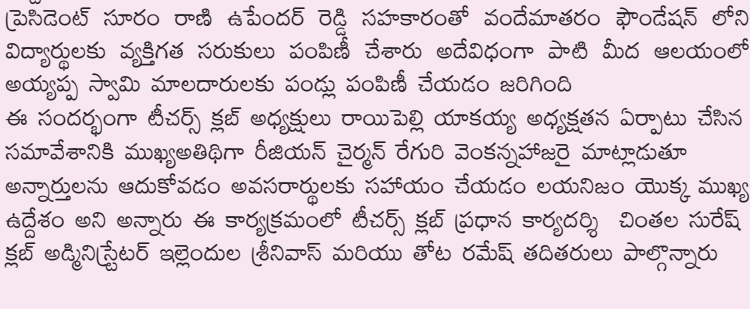 ప్రెసిడెంట్ సూరం రాణి ఉపేందర్ రెడ్డి సహకారంతో వందేమాతరం ఫౌండేషన్ లోని
విద్యార్థులకు వ్యక్తిగత సరుకులు పంపిణీ చేశారు అదేవిధంగా పాటి మీద ఆలయంలో
అయ్యప్ప స్వామి మాలదారులకు పండ్లు పంపిణీ చేయడం జరిగింది
ఈ సందర్భంగా టీచర్స్ క్లబ్ అధ్యక్షులు రాయిపెల్లి యాకయ్య అధ్యక్షతన ఏర్పాటు చేసిన
సమావేశానికి ముఖ్యఅతిథిగా రీజియన్ చైర్మన్ రేగురి వెంకన్నహాజరై మాట్లాడుతూ
అన్నార్తులను ఆదుకోవడం అవసరార్థులకు సహాయం చేయడం లయనిజం యొక్క ముఖ్య
ఉద్దేశం అని అన్నారు ఈ కార్యక్రమంలో టీచర్స్ క్లబ్ ప్రధాన కార్యదర్శి చింతల సురేష్
క్లబ్ అడ్మినిస్ట్రేటర్ ఇల్లెందుల శ్రీనివాస్ మరియు తోట రమేష్ తదితరులు పాల్గొన్నారు